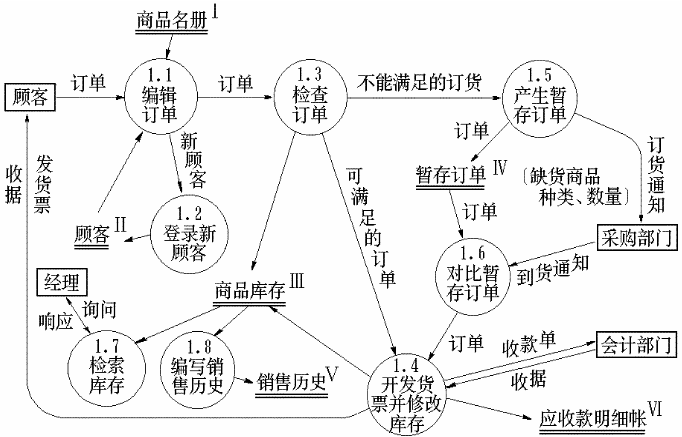 商品名册 I
顾客
订单
1.1
编辑
订单
订单
1.3
检查
订单
不能满足的订货
1.5
产生暂
存订单
新顾客
订单
暂存订单 IV
〔缺货商品
种类、数量〕
订货通知
收据
发货票
顾客 II
1.2
登录新
顾客
可满足的订单
订单
采购部门
1.6
对比暂
存订单
到货通知
经理
询问
响应
商品库存 III
1.7
检索
库存
1.8
编写销
售历史
销售历史 V
订单
1.4
开发货
票并修改
库存
收款单
收据
会计部门
应收款明细帐 VI